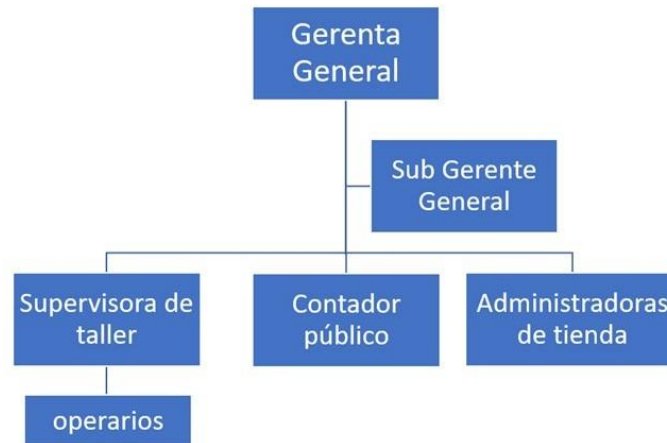 Gerenta
General
Sub Gerente
General
Supervisora de
taller
Contador
público
Administradoras
de tienda
operarios